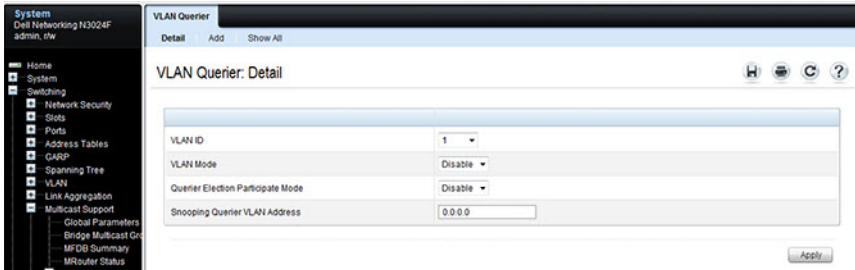 System
Dell Networking N3024F
admin, r/w
Home
System
Switching
Network Security
Slots
Ports
Address Tables
GARP
Spanning Tree
VLAN
Link Aggregation
Multicast Support
Global Parameters
Bridge Multicast Gro
MFDB Summary
MRouter Status
VLAN Querier
Detail Add Show All
VLAN Querier: Detail
C ?
VLAN ID 1
VLAN Mode Disable
Querier Election Participate Mode Disable
Snooping Querier VLAN Address 0.0.0.0
Apply